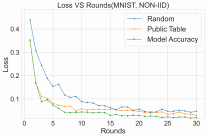 Loss VS Rounds(MNIST, NON-IID)
Random
Public Table
Model Accuracy
Loss
0.4
0.3
0.2
0.1
0 5 10 15 20 25 30
Rounds